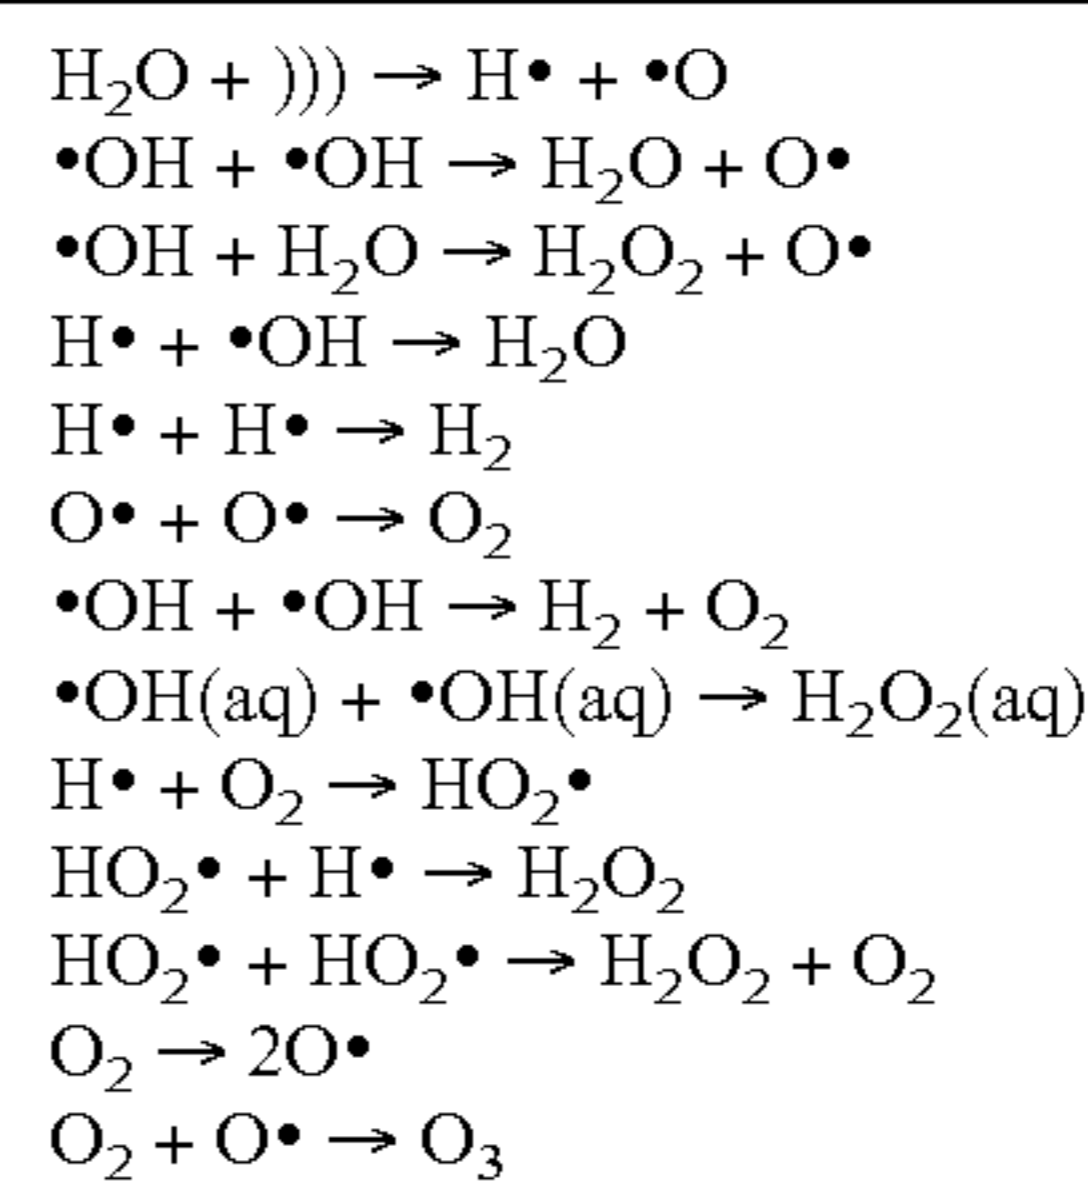 H₂O + ))) → H• + •O
•OH + •OH → H₂O + O•
•OH + H₂O → H₂O₂ + O•
H• + •OH → H₂O
H• + H• → H₂
O• + O• → O₂
•OH + •OH → H₂ + O₂
•OH(aq) + •OH(aq) → H₂O₂(aq)
H• + O₂ → HO₂•
HO₂• + H• → H₂O₂
HO₂• + HO₂• → H₂O₂ + O₂
O₂ → 2O•
O₂ + O• → O₃